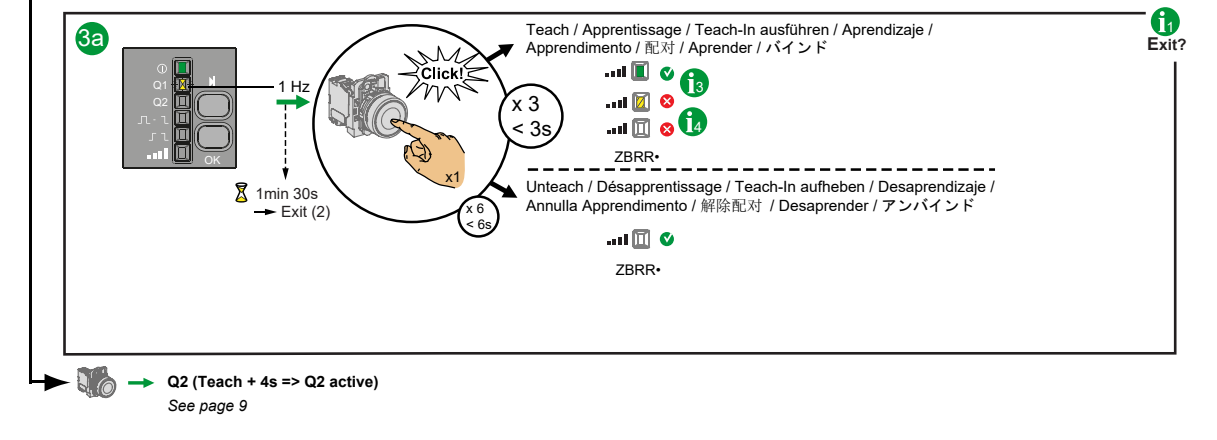 3a
i1
Exit?
Q1
Q2
OK
1 Hz
1min 30s
Exit (2)
Click!
x1
x 3
< 3s
x 6
< 6s
Teach / Apprentissage / Teach-In ausführen / Aprendizaje /
Apprendimento / 配对 / Aprender / バインド
i3
i4
ZBRR•
Unteach / Désapprentissage / Teach-In aufheben / Desaprendizaje /
Annulla Apprendimento / 解除配对 / Desaprender / アンバインド
ZBRR•
Q2 (Teach + 4s => Q2 active)
See page 9